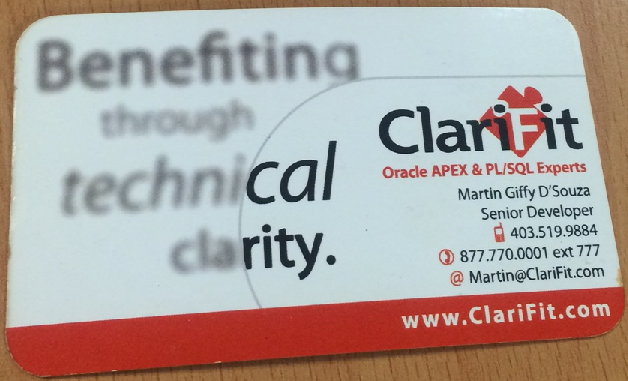 Benefiting
through
technical
clarity.
ClariFit
Oracle APEX & PL/SQL Experts
Martin Giffy D'Souza
Senior Developer
403.519.9884
877.770.0001 ext 777
@ Martin@ClariFit.com
www.ClariFit.com